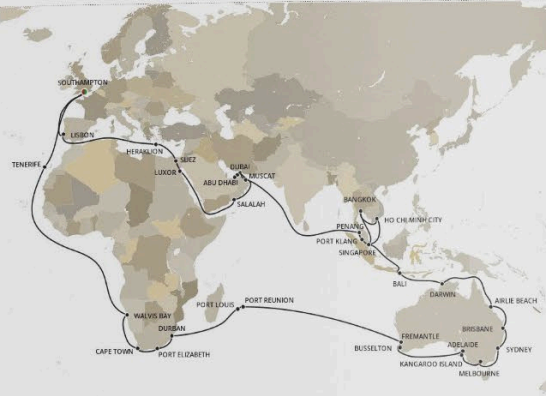 SOUTHAMPTON
LISBON
HERAKLION
TENERIFE
SUEZ
LUXOR
DUBAI
MUSCAT
ABU DHABI
SALALAH
BANGKOK
HO CHI MINH CITY
PENANG
PORT KLANG
SINGAPORE
BALI
DARWIN
AIRLIE BEACH
PORT LOUIS
PORT REUNION
WALVIS BAY
DURBAN
BRISBANE
FREMANTLE
ADELAIDE
BUSSELTON
SYDNEY
CAPE TOWN
PORT ELIZABETH
KANGAROO ISLAND
MELBOURNE